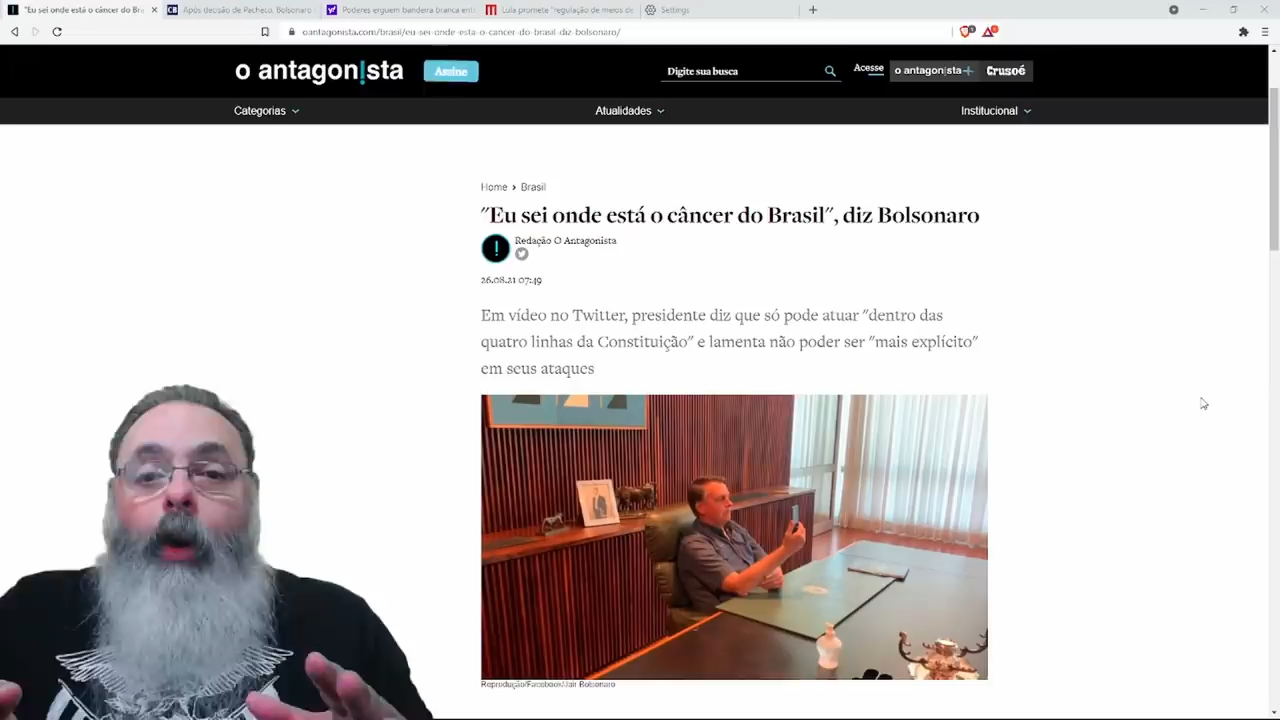 "Eu sei onde está o câncer do Bra
Após decisão de Pacheco, Bolsonaro
Poderes erguem bandeira branca ent
Lula promete "regulação de meios de
Settings
oantagonista.com/brasil/eu-sei-onde-esta-o-cancer-do-brasil-diz-bolsonaro/
o antagon!sta
Assine
Digite sua busca
Acesse
o antagon|sta+
Crusoé
Categorias
Atualidades
Institucional
Home › Brasil
"Eu sei onde está o câncer do Brasil", diz Bolsonaro
Redação O Antagonista
26.08.21 07:49
Em vídeo no Twitter, presidente diz que só pode atuar "dentro das
quatro linhas da Constituição" e lamenta não poder ser "mais explícito"
em seus ataques
Reprodução/Facebook/Jair Bolsonaro